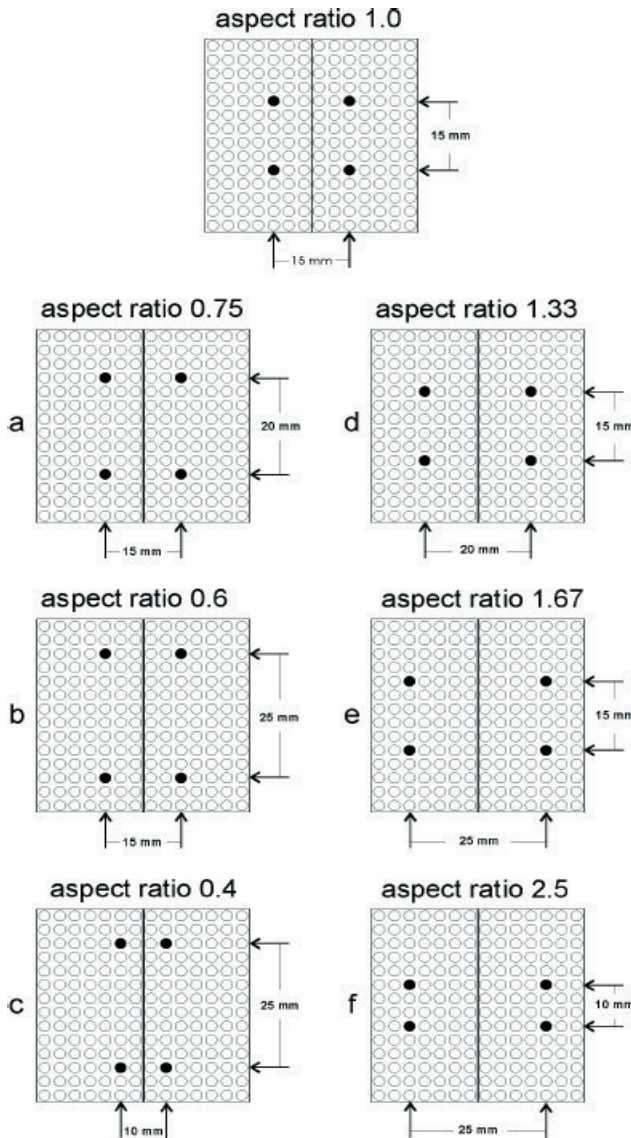 aspect ratio 1.0
15 mm
15 mm
aspect ratio 0.75
a
20 mm
15 mm
aspect ratio 1.33
d
15 mm
20 mm
aspect ratio 0.6
b
25 mm
15 mm
aspect ratio 1.67
e
15 mm
25 mm
aspect ratio 0.4
c
25 mm
10 mm
aspect ratio 2.5
f
10 mm
25 mm